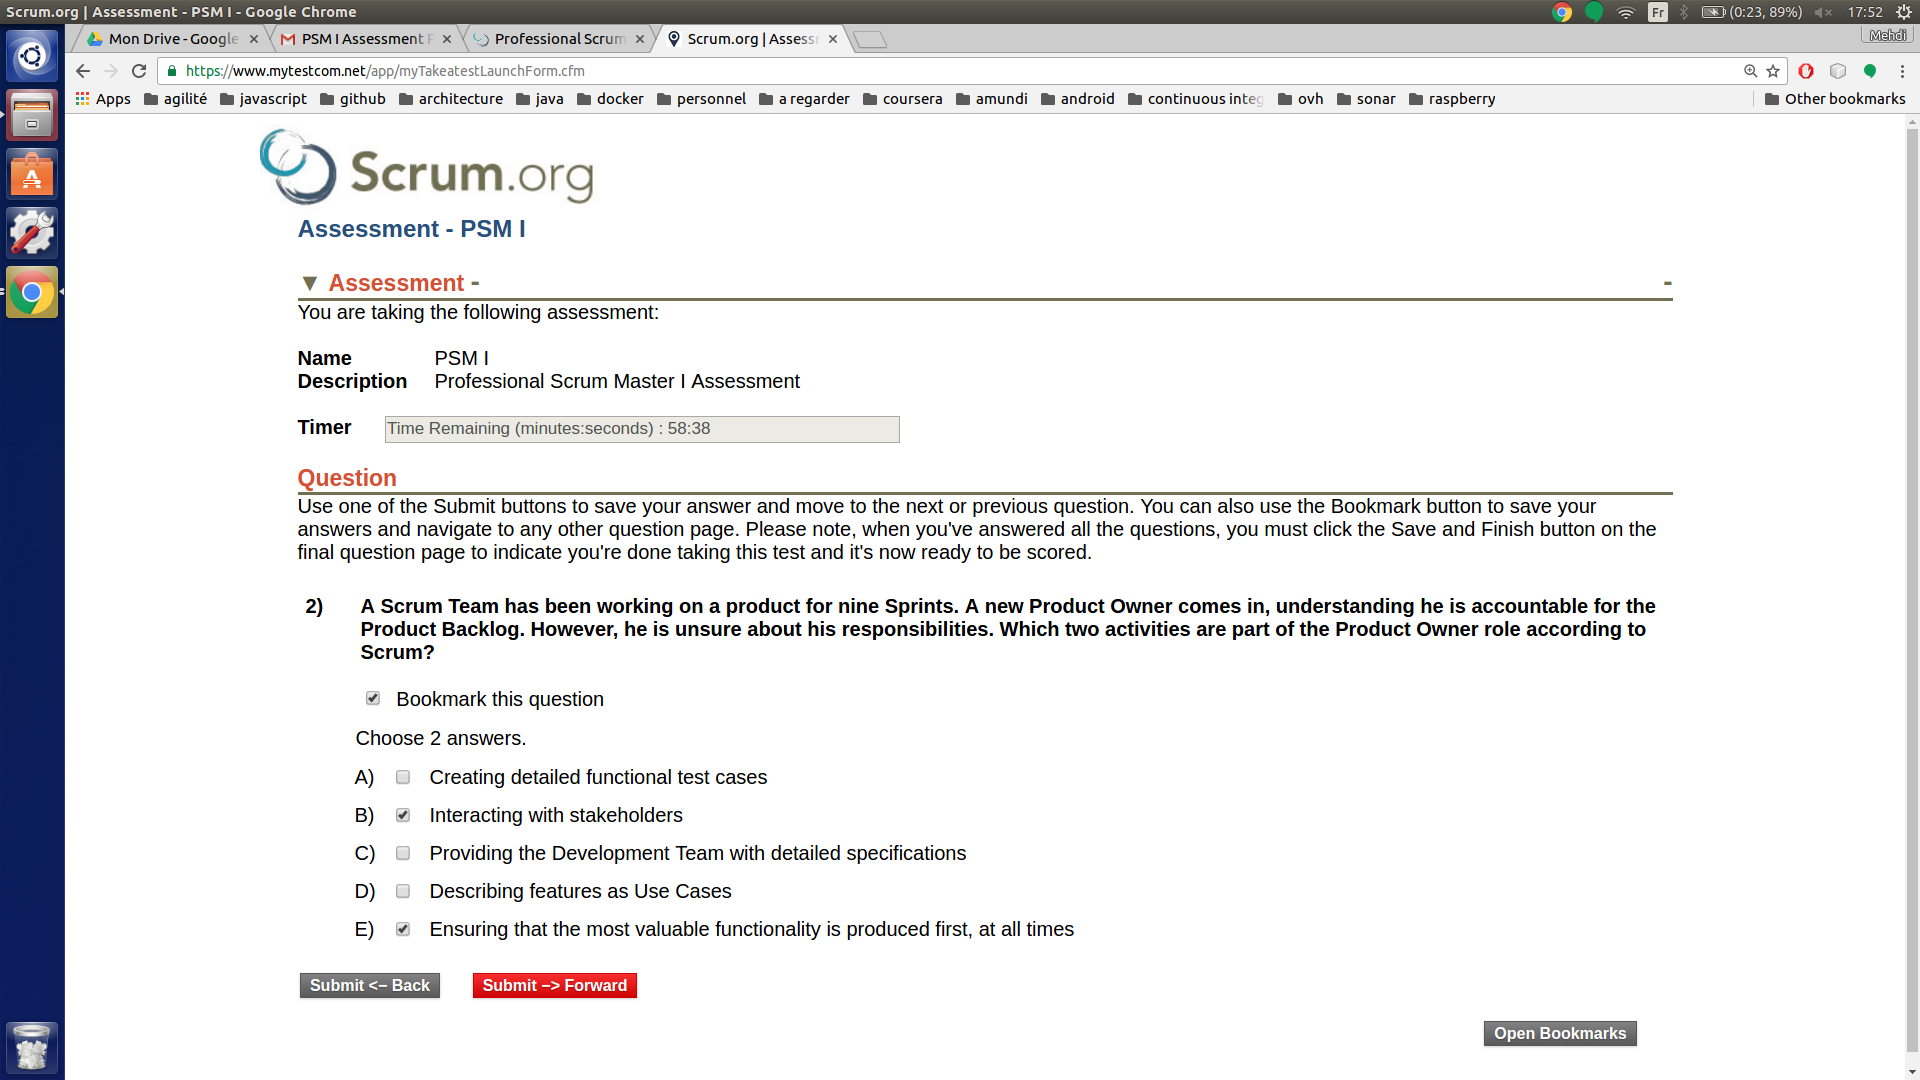 Scrum.org | Assessment - PSM I - Google Chrome
Fr
(0:23, 89%)
17:52
Mon Drive - Google
PSM I Assessment
Professional Scrum
Scrum.org | Assess
Mehdi
https://www.mytestcom.net/app/myTakeatestLaunchForm.cfm
Apps
agilité
javascript
github
architecture
java
docker
personnel
a regarder
coursera
amundi
android
continuous integ
ovh
sonar
raspberry
Other bookmarks
Scrum.org
Assessment - PSM I
▼ Assessment -
-
You are taking the following assessment:
Name PSM I
Description Professional Scrum Master I Assessment
Timer Time Remaining (minutes:seconds) : 58:38
Question
Use one of the Submit buttons to save your answer and move to the next or previous question. You can also use the Bookmark button to save your
answers and navigate to any other question page. Please note, when you've answered all the questions, you must click the Save and Finish button on the
final question page to indicate you're done taking this test and it's now ready to be scored.
2) A Scrum Team has been working on a product for nine Sprints. A new Product Owner comes in, understanding he is accountable for the
Product Backlog. However, he is unsure about his responsibilities. Which two activities are part of the Product Owner role according to
Scrum?
Bookmark this question
Choose 2 answers.
A) Creating detailed functional test cases
B) Interacting with stakeholders
C) Providing the Development Team with detailed specifications
D) Describing features as Use Cases
E) Ensuring that the most valuable functionality is produced first, at all times
Submit <– Back
Submit –> Forward
Open Bookmarks